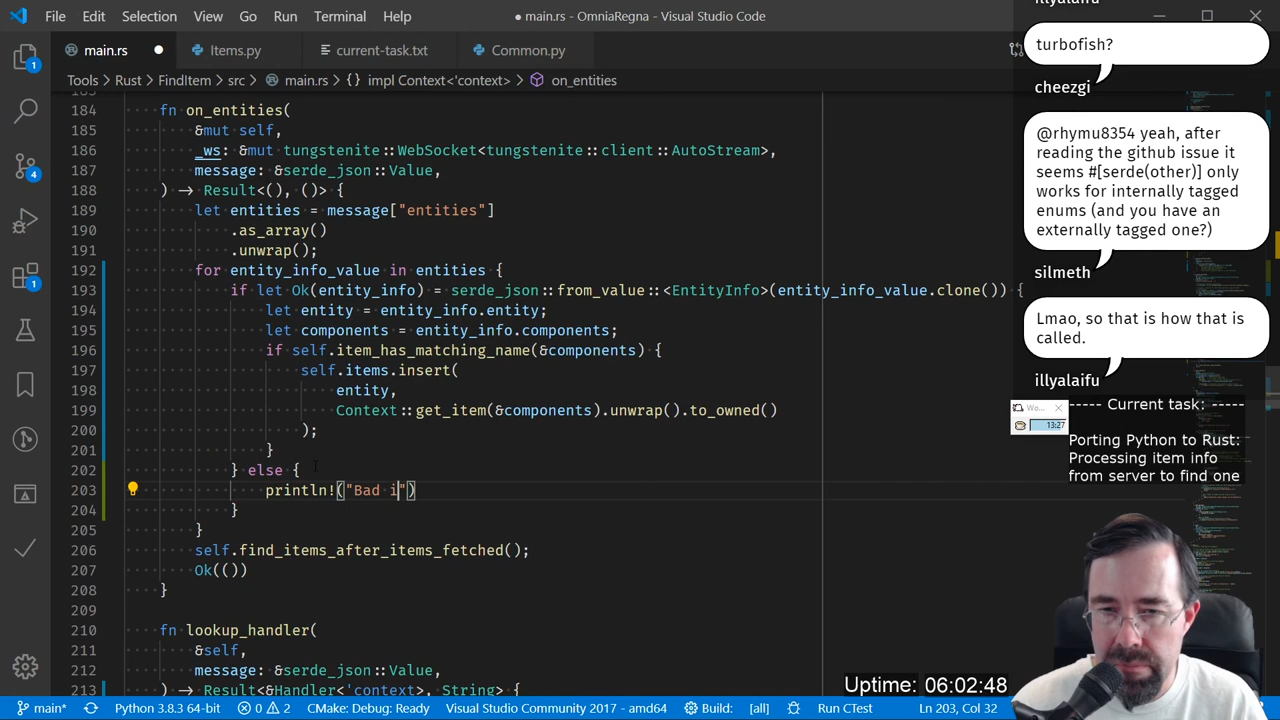 File Edit Selection View Go Run Terminal Help
● main.rs - OmniaRegna - Visual Studio Code
main.rs ● Items.py current-task.txt Common.py
Tools > Rust > FindItem > src > main.rs > {} impl Context<'context> > on_entities
184 fn on_entities(
185 &mut self,
186 _ws: &mut tungstenite::WebSocket<tungstenite::client::AutoStream>,
187 message: &serde_json::Value,
188 ) -> Result<(), ()> {
189 let entities = message["entities"]
190 .as_array()
191 .unwrap();
192 for entity_info_value in entities {
193 if let Ok(entity_info) = serde_json::from_value::<EntityInfo>(entity_info_value.clone()) {
194 let entity = entity_info.entity;
195 let components = entity_info.components;
196 if self.item_has_matching_name(&components) {
197 self.items.insert(
198 entity,
199 Context::get_item(&components).unwrap().to_owned()
200 );
201 }
202 } else {
203 println!("Bad i")
204 }
205 }
206 self.find_items_after_items_fetched();
207 Ok(())
208 }
209
210 fn lookup_handler(
211 &self,
212 message: &serde_json::Value,
213 ) -> Result<&Handler<'context>, String> {
turbofish?
cheezgi
@rhymu8354 yeah, after
reading the github issue it
seems #[serde(other)] only
works for internally tagged
enums (and you have an
externally tagged one?)
silmeth
Lmao, so that is how that is
called.
illyalaifu
Wo...
13:27
----- Current task: -----
Porting Python to Rust:
Processing item info
from server to find one
Uptime: 06:02:48
1
4
1
main* Python 3.8.3 64-bit 0 2 CMake: Debug: Ready Visual Studio Community 2017 - amd64 Build: [all] Run CTest Ln 203, Col 32